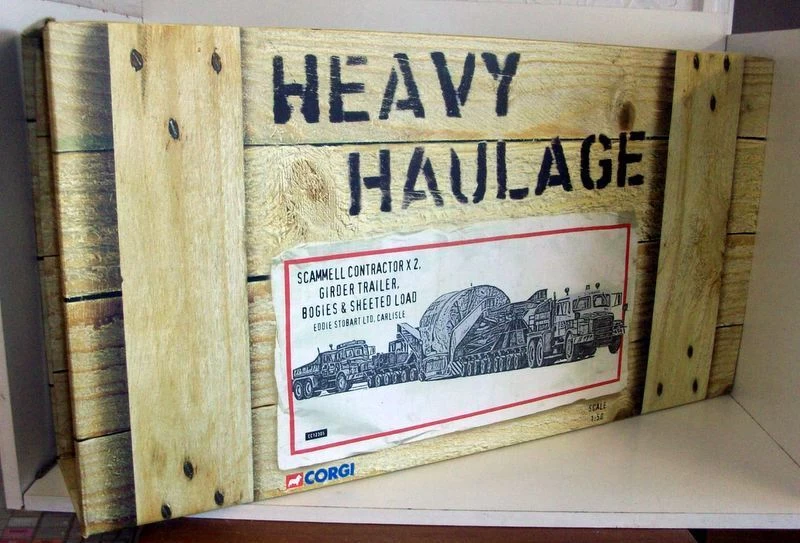 HEAVY
HAULAGE
SCAMMELL CONTRACTOR X 2,
GIRDER TRAILER,
BOGIES & SHEETED LOAD
EDDIE STOBART LTD, CARLISLE
SCALE
1:50
CORGI